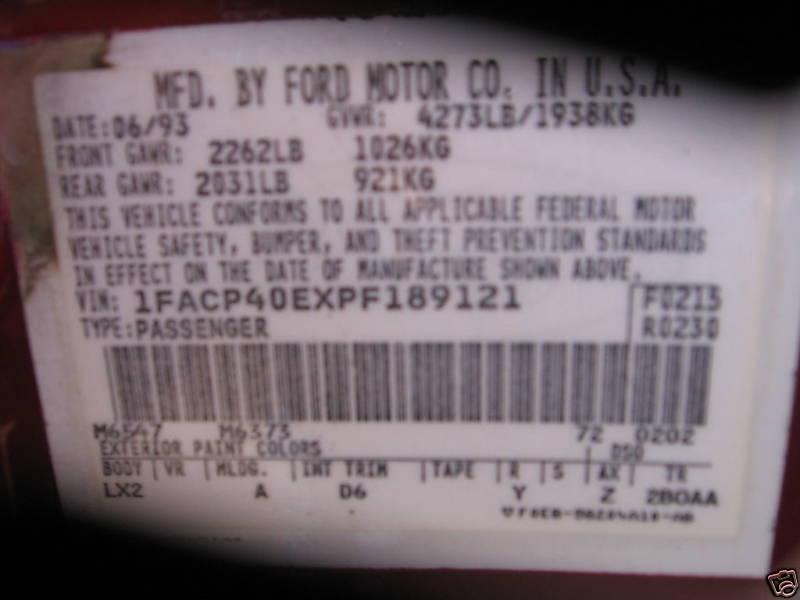 MFD. BY FORD MOTOR CO. IN U.S.A.
DATE:06/93 GVWR: 4273LB/1938KG
FRONT GAWR: 2262LB 1026KG
REAR GAWR: 2031LB 921KG
THIS VEHICLE CONFORMS TO ALL APPLICABLE FEDERAL MOTOR
VEHICLE SAFETY, BUMPER, AND THEFT PREVENTION STANDARDS
IN EFFECT ON THE DATE OF MANUFACTURE SHOWN ABOVE.
VIN: 1FACP40EXPF189121 F0215
TYPE:PASSENGER R0230
M6547 M6373 72 0202
EXTERIOR PAINT COLORS DSO
BODY | VR | MLDG. | INT TRIM | TAPE | R | S | AX | TR
LX2 A D6 Y Z 2BOAA